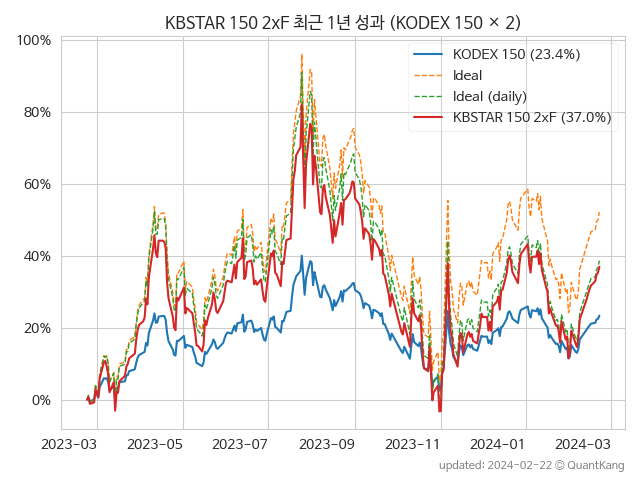 KBSTAR 150 2xF 최근 1년 성과 (KODEX 150 × 2)
100%
80%
60%
40%
20%
0%
KODEX 150 (23.4%)
Ideal
Ideal (daily)
KBSTAR 150 2xF (37.0%)
2023-03
2023-05
2023-07
2023-09
2023-11
2024-01
2024-03
updated: 2024-02-22 © QuantKang